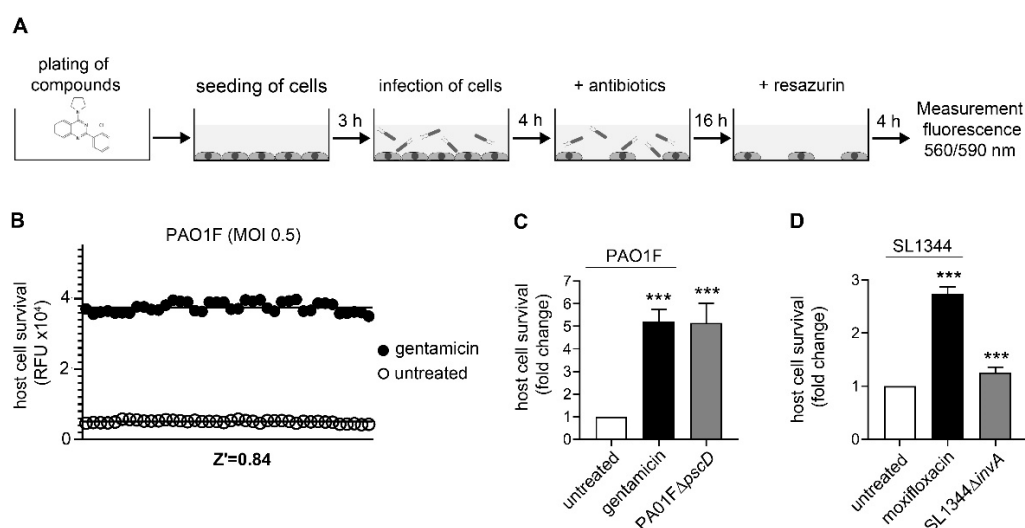 A
plating of
compounds
N
N
N
Cl
seeding of cells
3 h
infection of cells
4 h
+ antibiotics
16 h
+ resazurin
4 h
Measurement
fluorescence
560/590 nm
B
PAO1F (MOI 0.5)
host cell survival
(RFU x10⁴)
8
4
0
gentamicin
untreated
Z'=0.84
C
PAO1F
host cell survival
(fold change)
7
6
5
4
3
2
1
0
***
***
untreated
gentamicin
PA01FΔpscD
D
SL1344
host cell survival
(fold change)
3
2
1
0
***
***
untreated
moxifloxacin
SL1344ΔinvA